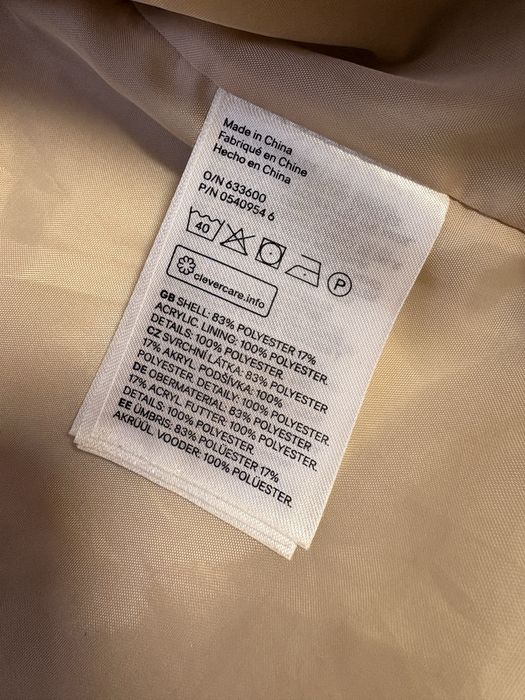 Made in China
Fabriqué en Chine
Hecho en China
O/N 633600
P/N 0540954 6
40
P
clevercare.info
GB SHELL: 83% POLYESTER 17%
ACRYLIC. LINING: 100% POLYESTER.
DETAILS: 100% POLYESTER.
CZ SVRCHNÍ LÁTKA: 83% POLYESTER
17% AKRYL. PODŠÍVKA: 100%
POLYESTER. DETAILY: 100% POLYESTER.
DE OBERMATERIAL: 83% POLYESTER
17% ACRYL. FUTTER: 100% POLYESTER.
DETAILS: 100% POLYESTER.
EE ÜMBRIS: 83% POLÜESTER 17%
AKRÜÜL. VOODER: 100% POLÜESTER.